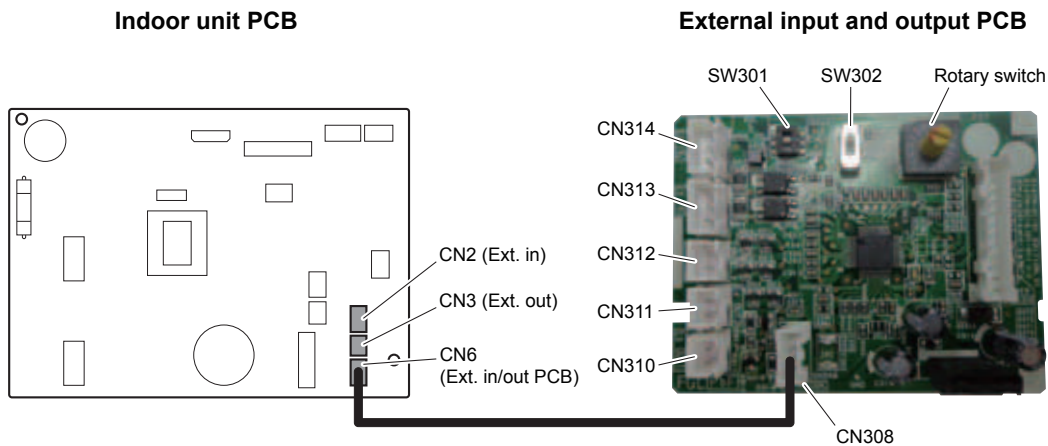 Indoor unit PCB
External input and output PCB
SW301
SW302
Rotary switch
CN314
CN313
CN312
CN311
CN310
CN308
CN2 (Ext. in)
CN3 (Ext. out)
CN6
(Ext. in/out PCB)